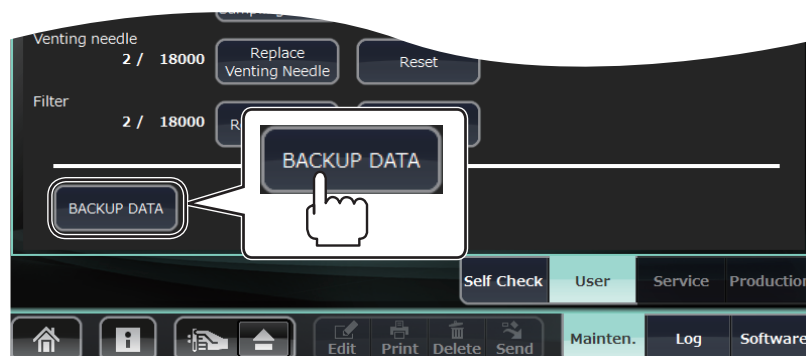 Venting needle
2 / 18000
Replace
Venting Needle
Reset
Filter
2 / 18000
BACKUP DATA
BACKUP DATA
Self Check
User
Service
Production
Edit
Print
Delete
Send
Mainten.
Log
Software